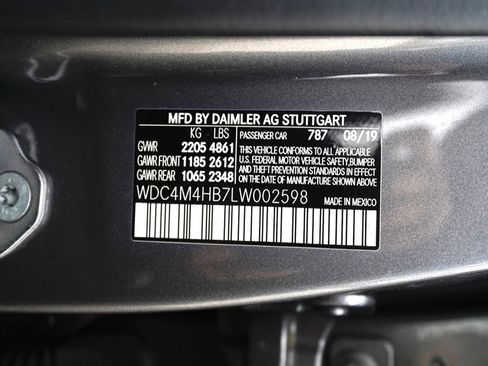 MFD BY DAIMLER AG STUTTGART
KG LBS PASSENGER CAR 787 08/19
GVWR 2205 4861 THIS VEHICLE CONFORMS TO ALL APPLICABLE
GAWR FRONT 1185 2612 U.S. FEDERAL MOTOR VEHICLE SAFETY, BUMPER
GAWR REAR 1065 2348 AND THEFT PREVENTION STANDARDS IN EFFECT
ON THE DATE OF MANUFACTURE SHOWN ABOVE.
WDC4M4HB7LW002598 MADE IN MEXICO